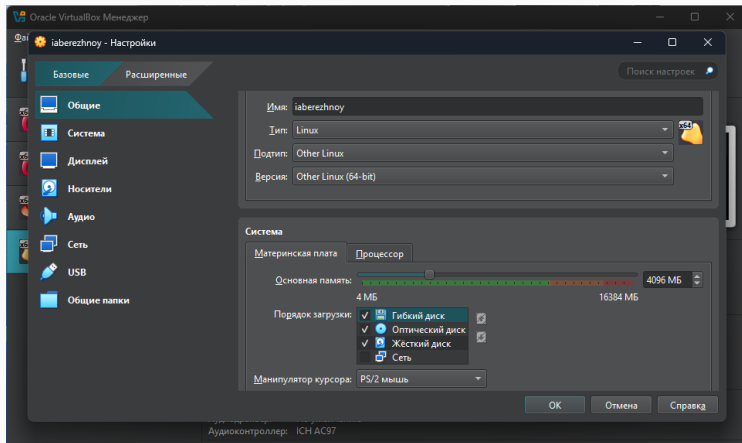 Oracle VirtualBox Менеджер
iaberezhnoy - Настройки
Базовые Расширенные Поиск настроек
Общие
Система
Дисплей
Носители
Аудио
Сеть
USB
Общие папки
Имя: iaberezhnoy
Тип: Linux
x64
Подтип: Other Linux
Версия: Other Linux (64-bit)
Система
Материнская плата Процессор
Основная память: 4096 МБ
4 МБ 16384 МБ
Порядок загрузки: Гибкий диск
Оптический диск
Жёсткий диск
Сеть
Манипулятор курсора: PS/2 мышь
ОК Отмена Справка
Аудиоконтроллер: ICH AC97